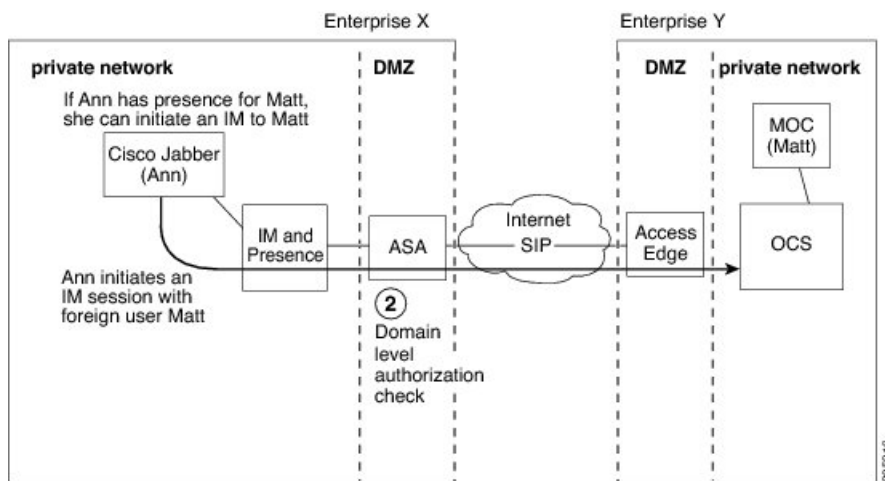 Enterprise X
Enterprise Y
private network
DMZ
DMZ
private network
If Ann has presence for Matt,
she can initiate an IM to Matt
Cisco Jabber
(Ann)
MOC
(Matt)
IM and
Presence
ASA
Internet
SIP
Access
Edge
OCS
Ann initiates an
IM session with
foreign user Matt
2
Domain
level
authorization
check